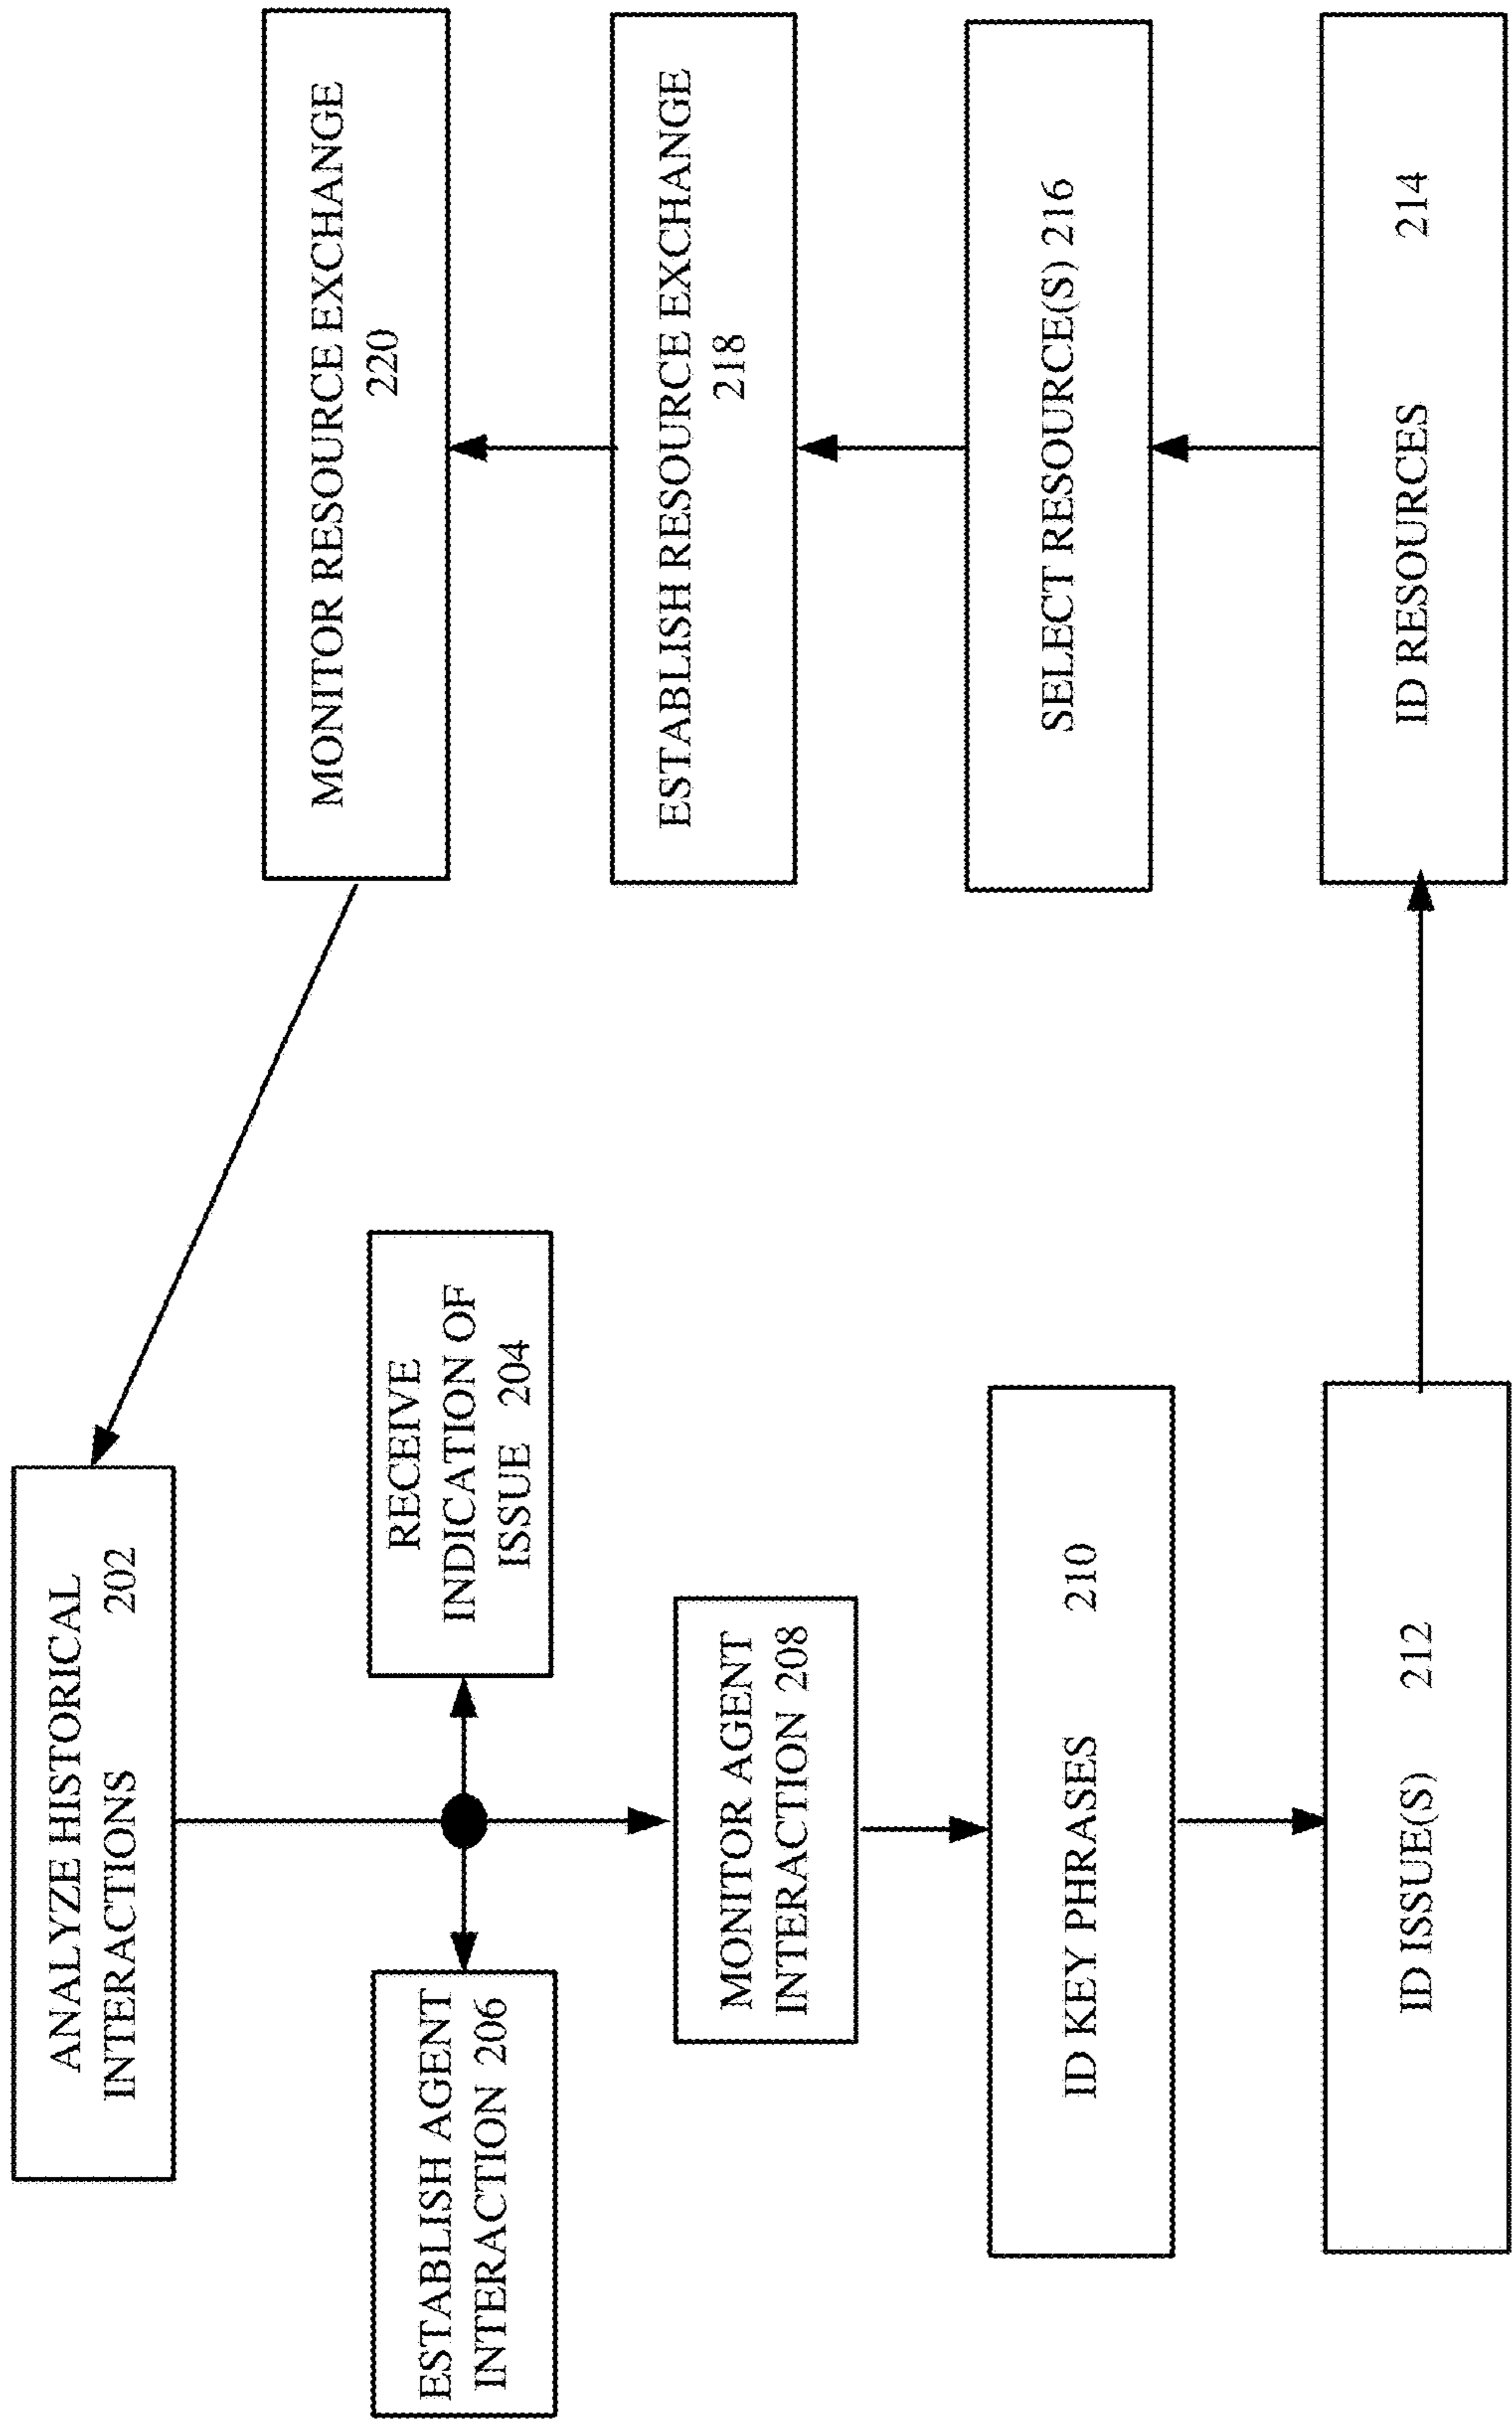 ANALYZE HISTORICAL
INTERACTIONS 202
RECEIVE
INDICATION OF
ISSUE 204
ESTABLISH AGENT
INTERACTION 206
MONITOR AGENT
INTERACTION 208
ID KEY PHRASES 210
ID ISSUE(S) 212
ID RESOURCES 214
SELECT RESOURCE(S) 216
ESTABLISH RESOURCE EXCHANGE
218
MONITOR RESOURCE EXCHANGE
220